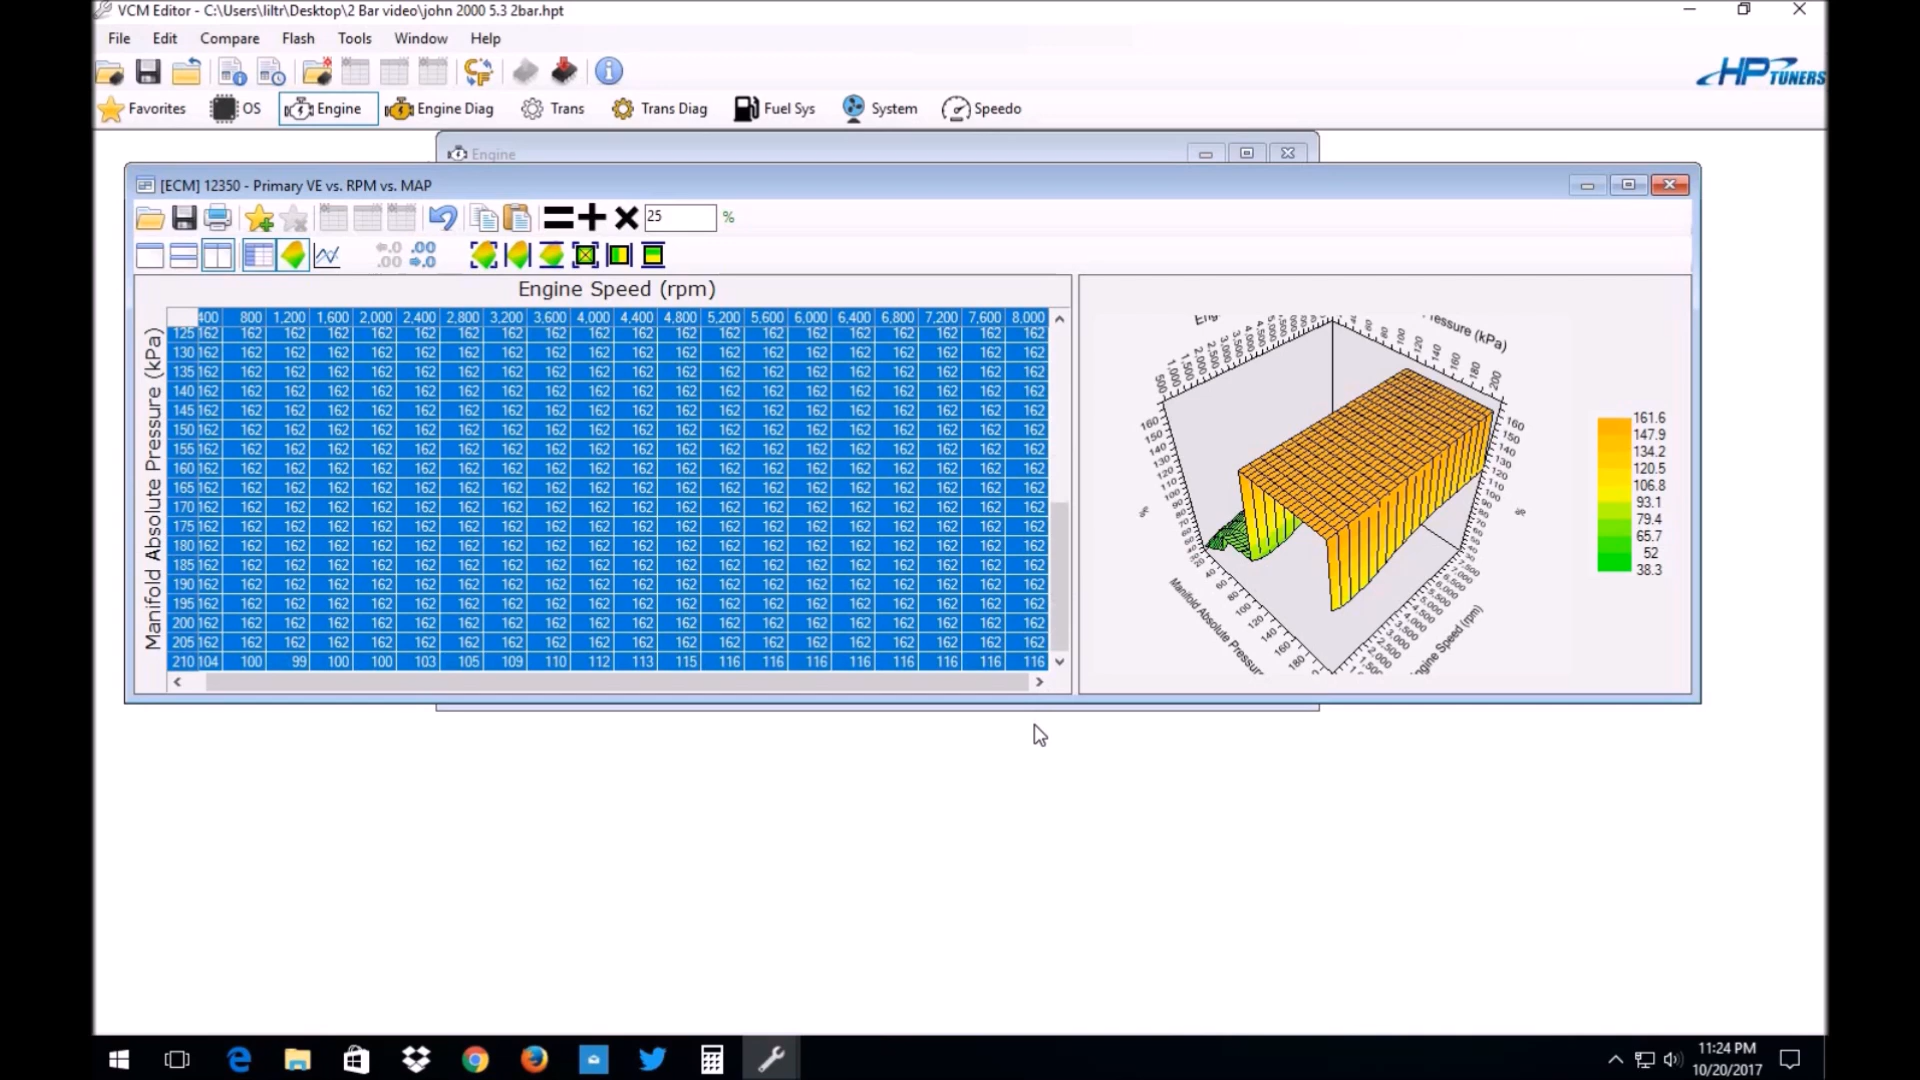 VCM Editor - C:\Users\liltr\Desktop\2 Bar video\john 2000 5.3 2bar.hpt
File Edit Compare Flash Tools Window Help
HP TUNERS
Favorites OS Engine Engine Diag Trans Trans Diag Fuel Sys System Speedo
Engine
[ECM] 12350 - Primary VE vs. RPM vs. MAP
25 %
Engine Speed (rpm)
Manifold Absolute Pressure (kPa)
400 800 1,200 1,600 2,000 2,400 2,800 3,200 3,600 4,000 4,400 4,800 5,200 5,600 6,000 6,400 6,800 7,200 7,600 8,000
125 162 162 162 162 162 162 162 162 162 162 162 162 162 162 162 162 162 162 162 162
130 162 162 162 162 162 162 162 162 162 162 162 162 162 162 162 162 162 162 162 162
135 162 162 162 162 162 162 162 162 162 162 162 162 162 162 162 162 162 162 162 162
140 162 162 162 162 162 162 162 162 162 162 162 162 162 162 162 162 162 162 162 162
145 162 162 162 162 162 162 162 162 162 162 162 162 162 162 162 162 162 162 162 162
150 162 162 162 162 162 162 162 162 162 162 162 162 162 162 162 162 162 162 162 162
155 162 162 162 162 162 162 162 162 162 162 162 162 162 162 162 162 162 162 162 162
160 162 162 162 162 162 162 162 162 162 162 162 162 162 162 162 162 162 162 162 162
165 162 162 162 162 162 162 162 162 162 162 162 162 162 162 162 162 162 162 162 162
170 162 162 162 162 162 162 162 162 162 162 162 162 162 162 162 162 162 162 162 162
175 162 162 162 162 162 162 162 162 162 162 162 162 162 162 162 162 162 162 162 162
180 162 162 162 162 162 162 162 162 162 162 162 162 162 162 162 162 162 162 162 162
185 162 162 162 162 162 162 162 162 162 162 162 162 162 162 162 162 162 162 162 162
190 162 162 162 162 162 162 162 162 162 162 162 162 162 162 162 162 162 162 162 162
195 162 162 162 162 162 162 162 162 162 162 162 162 162 162 162 162 162 162 162 162
200 162 162 162 162 162 162 162 162 162 162 162 162 162 162 162 162 162 162 162 162
205 162 162 162 162 162 162 162 162 162 162 162 162 162 162 162 162 162 162 162 162
210 104 100 99 100 100 103 105 109 110 112 113 115 116 116 116 116 116 116 116 116
161.6
147.9
134.2
120.5
106.8
93.1
79.4
65.7
52
38.3
Manifold Absolute Pressure
ngine Speed (rpm)
ressure (kPa)
11:24 PM
10/20/2017